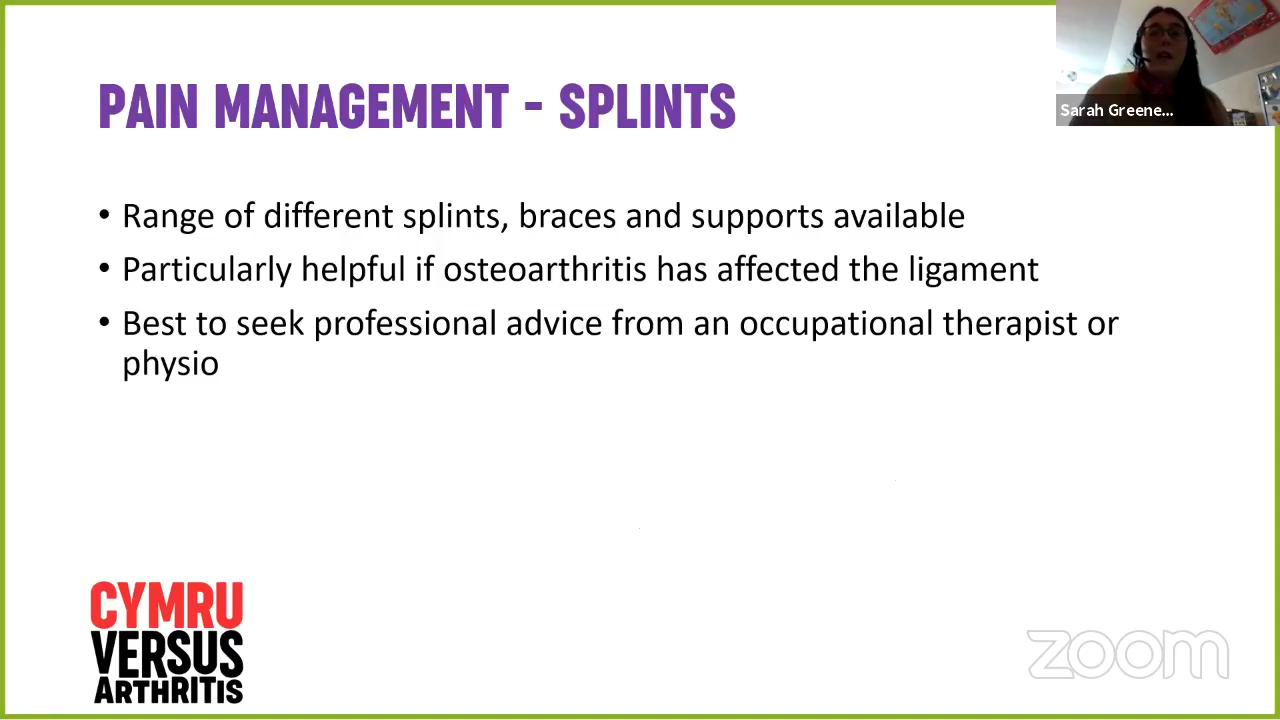 PAIN MANAGEMENT - SPLINTS
Sarah Greene...
• Range of different splints, braces and supports available
• Particularly helpful if osteoarthritis has affected the ligament
• Best to seek professional advice from an occupational therapist or
physio
CYMRU
VERSUS
ARTHRITIS
zoom